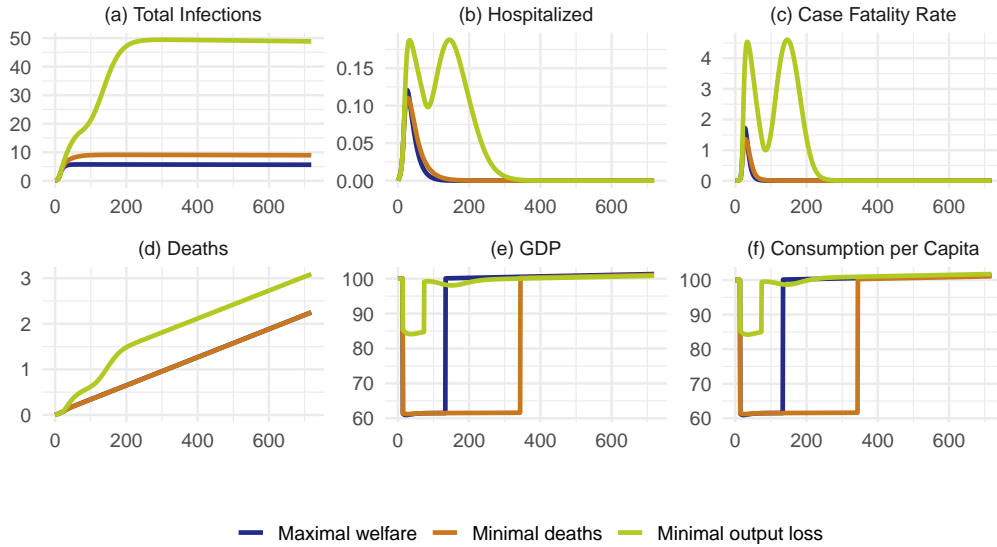 (a) Total Infections
(b) Hospitalized
(c) Case Fatality Rate
50
40
30
20
10
0
0 200 400 600
0.15
0.10
0.05
0.00
0 200 400 600
4
3
2
1
0
0 200 400 600
(d) Deaths
(e) GDP
(f) Consumption per Capita
3
2
1
0
0 200 400 600
100
90
80
70
60
0 200 400 600
100
90
80
70
60
0 200 400 600
Maximal welfare Minimal deaths Minimal output loss